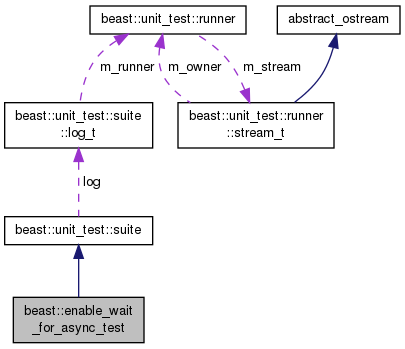 beast::unit_test::runner
abstract_ostream
m_runner
m_owner
m_stream
beast::unit_test::suite
::log_t
beast::unit_test::runner
::stream_t
log
beast::unit_test::suite
beast::enable_wait
_for_async_test